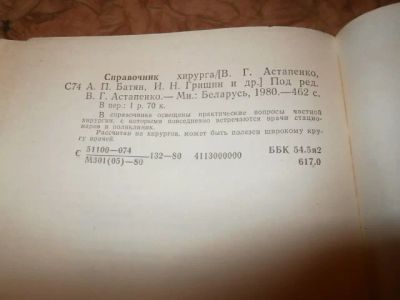 Справочник хирурга/[В. Г. Астапенко,
С74 А. П. Батян, И. Н. Гришин и др.] Под ред.
В. Г. Астапенко.— Мн.: Беларусь, 1980.—462 с.
В пер.: 1 р. 70 к.
В справочнике освещены практические вопросы частной
хирургии, с которыми повседневно встречаются врачи стацио-
наров и поликлиник.
Рассчитан на хирургов, может быть полезен широкому кру-
гу врачей.
51100—074
С ———— 132—80 4113000000 ББК 54.5я2
М301(05)—80 617.0